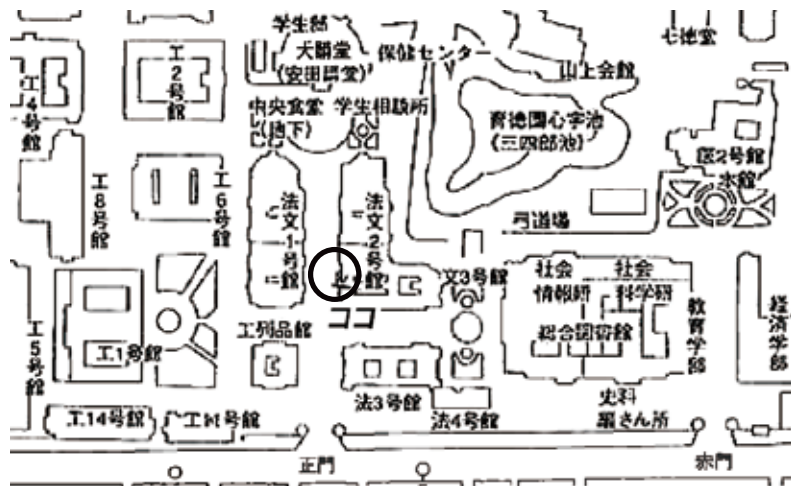 学生部
大講堂
(安田講堂)
保健センター
山上会館
七徳堂
工2号館
工4号館
中央食堂
(地下)
学生相談所
育徳園心字池
(三四郎池)
医2号館
本館
工8号館
工6号館
法文1号館
法文2号館
弓道場
文3号館
社会
情報研
社会
科学研
総合図書館
教育学部
経済学部
工列品館
工1号館
工5号館
法3号館
法4号館
史料
編さん所
工14号館
正門
赤門